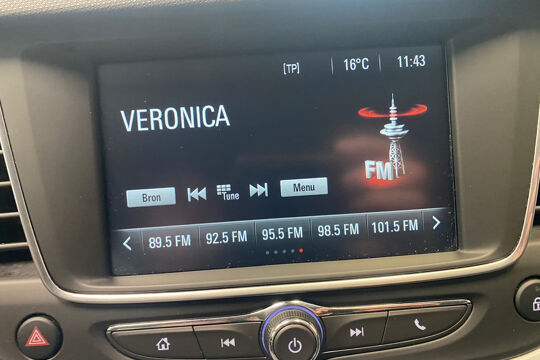 [TP] 16°C 11:43
VERONICA
FM
Bron Tune Menu
89.5 FM 92.5 FM 95.5 FM 98.5 FM 101.5 FM